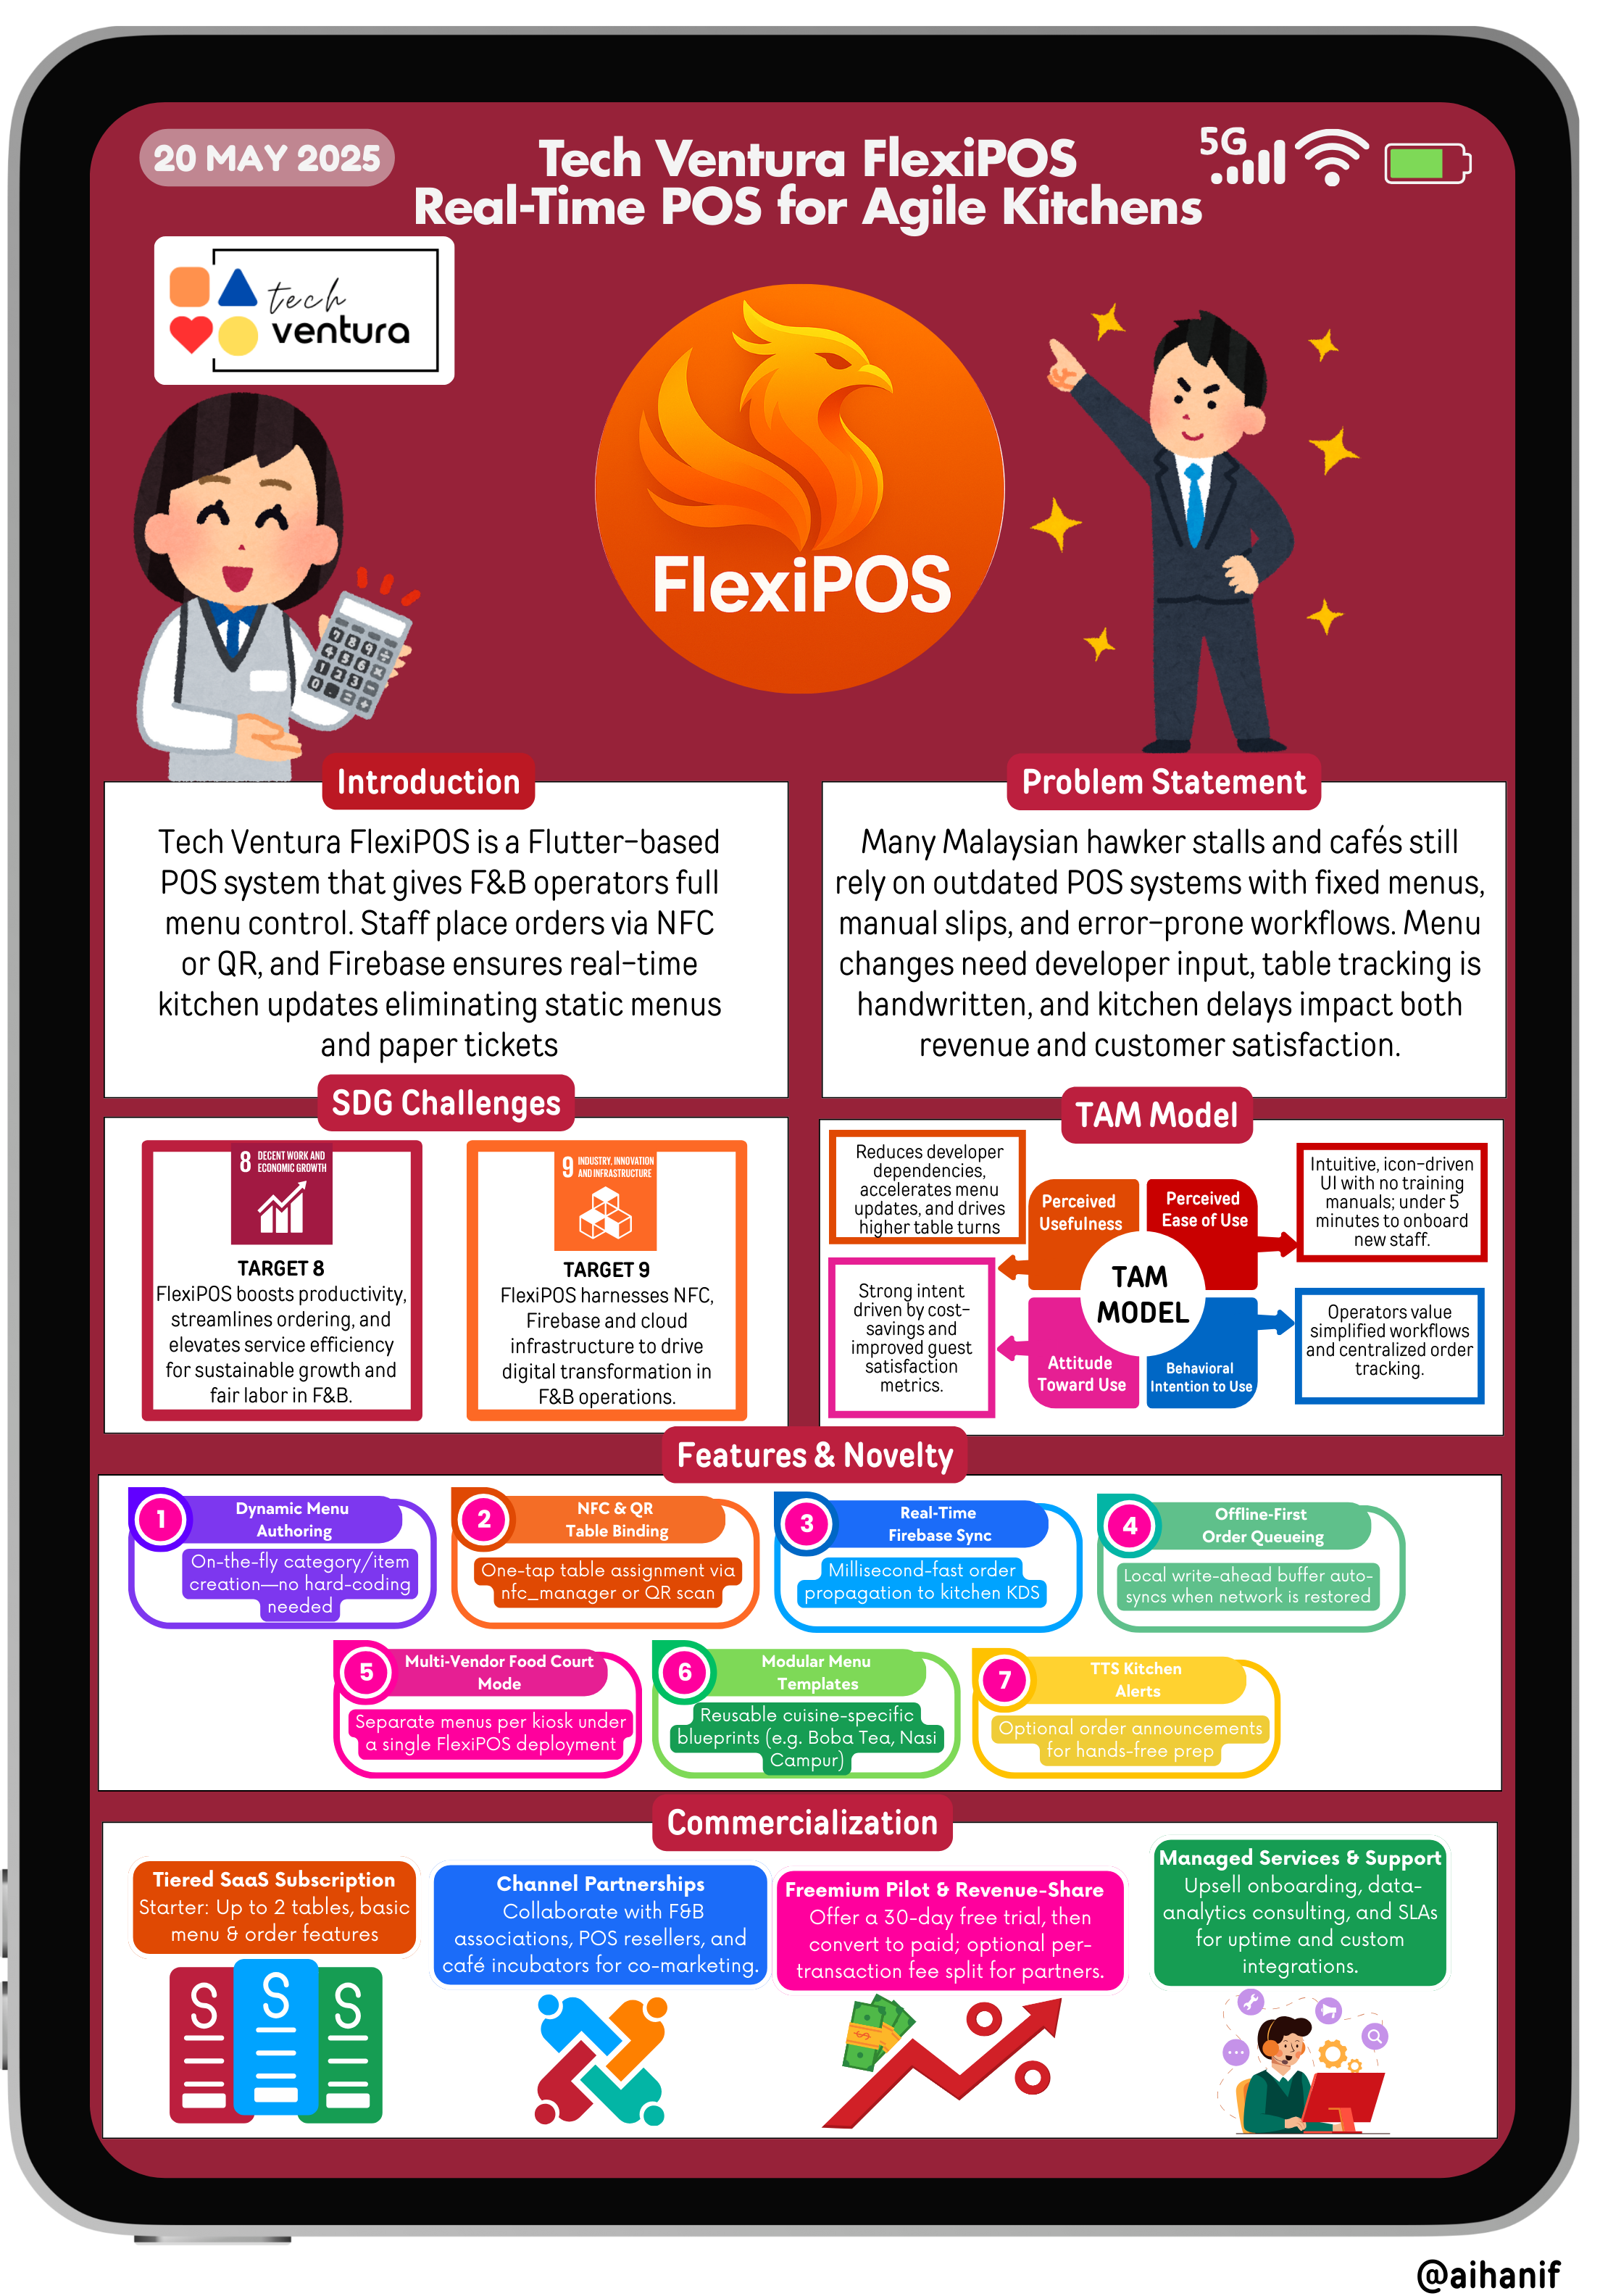 20 MAY 2025
Tech Ventura FlexiPOS
Real-Time POS for Agile Kitchens
5G
tech
ventura
FlexiPOS
7 8 9 ÷
4 5 6 ×
1 2 3 −
0 . = +
Introduction
Tech Ventura FlexiPOS is a Flutter-based
POS system that gives F&B operators full
menu control. Staff place orders via NFC
or QR, and Firebase ensures real-time
kitchen updates eliminating static menus
and paper tickets
Problem Statement
Many Malaysian hawker stalls and cafés still
rely on outdated POS systems with fixed menus,
manual slips, and error-prone workflows. Menu
changes need developer input, table tracking is
handwritten, and kitchen delays impact both
revenue and customer satisfaction.
SDG Challenges
8 DECENT WORK AND
ECONOMIC GROWTH
TARGET 8
FlexiPOS boosts productivity,
streamlines ordering, and
elevates service efficiency
for sustainable growth and
fair labor in F&B.
9 INDUSTRY, INNOVATION
AND INFRASTRUCTURE
TARGET 9
FlexiPOS harnesses NFC,
Firebase and cloud
infrastructure to drive
digital transformation in
F&B operations.
TAM Model
Reduces developer
dependencies,
accelerates menu
updates, and drives
higher table turns
Perceived
Usefulness
Perceived
Ease of Use
Intuitive, icon-driven
UI with no training
manuals; under 5
minutes to onboard
new staff.
TAM
MODEL
Strong intent
driven by cost-
savings and
improved guest
satisfaction
metrics.
Attitude
Toward Use
Behavioral
Intention to Use
Operators value
simplified workflows
and centralized order
tracking.
Features & Novelty
1
Dynamic Menu
Authoring
On-the-fly category/item
creation—no hard-coding
needed
2
NFC & QR
Table Binding
One-tap table assignment via
nfc_manager or QR scan
3
Real-Time
Firebase Sync
Millisecond-fast order
propagation to kitchen KDS
4
Offline-First
Order Queueing
Local write-ahead buffer auto-
syncs when network is restored
5
Multi-Vendor Food Court
Mode
Separate menus per kiosk under
a single FlexiPOS deployment
6
Modular Menu
Templates
Reusable cuisine-specific
blueprints (e.g. Boba Tea, Nasi
Campur)
7
TTS Kitchen
Alerts
Optional order announcements
for hands-free prep
Commercialization
Tiered SaaS Subscription
Starter: Up to 2 tables, basic
menu & order features
Channel Partnerships
Collaborate with F&B
associations, POS resellers, and
café incubators for co-marketing.
Freemium Pilot & Revenue-Share
Offer a 30-day free trial, then
convert to paid; optional per-
transaction fee split for partners.
Managed Services & Support
Upsell onboarding, data-
analytics consulting, and SLAs
for uptime and custom
integrations.
@aihanif